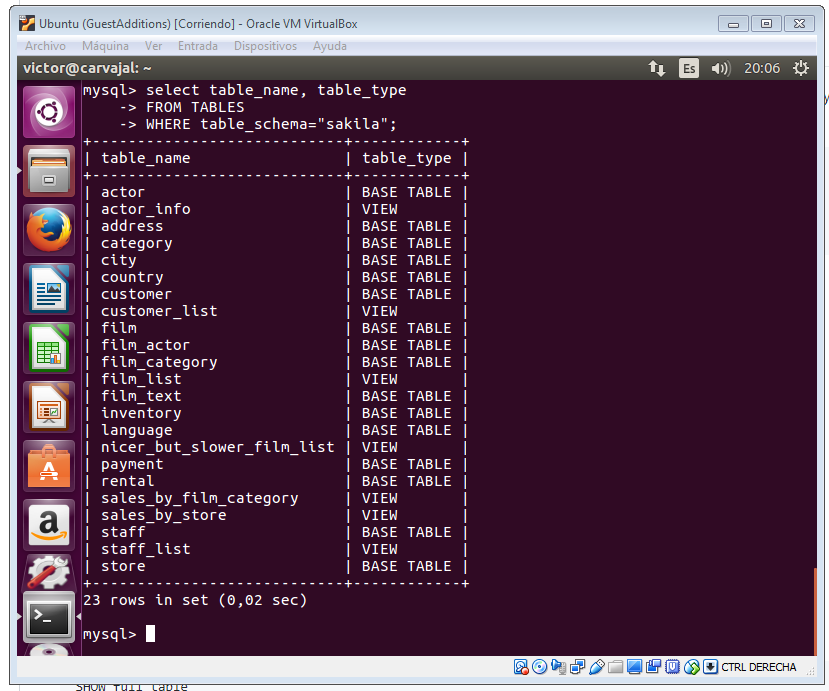 Ubuntu (GuestAdditions) [Corriendo] - Oracle VM VirtualBox
Archivo Máquina Ver Entrada Dispositivos Ayuda
victor@carvajal: ~ Es 20:06
mysql> select table_name, table_type
    -> FROM TABLES
    -> WHERE table_schema="sakila";
+----------------------------+------------+
| table_name                 | table_type |
+----------------------------+------------+
| actor                      | BASE TABLE |
| actor_info                 | VIEW       |
| address                    | BASE TABLE |
| category                   | BASE TABLE |
| city                       | BASE TABLE |
| country                    | BASE TABLE |
| customer                   | BASE TABLE |
| customer_list              | VIEW       |
| film                       | BASE TABLE |
| film_actor                 | BASE TABLE |
| film_category              | BASE TABLE |
| film_list                  | VIEW       |
| film_text                  | BASE TABLE |
| inventory                  | BASE TABLE |
| language                   | BASE TABLE |
| nicer_but_slower_film_list | VIEW       |
| payment                    | BASE TABLE |
| rental                     | BASE TABLE |
| sales_by_film_category     | VIEW       |
| sales_by_store             | VIEW       |
| staff                      | BASE TABLE |
| staff_list                 | VIEW       |
| store                      | BASE TABLE |
+----------------------------+------------+
23 rows in set (0,02 sec)
mysql>
CTRL DERECHA
SHOW full table